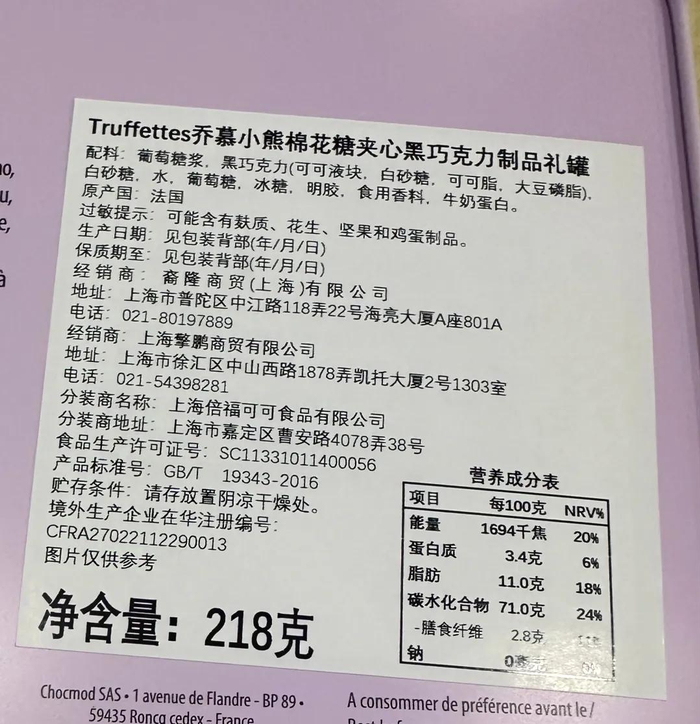 Truffettes乔慕小熊棉花糖夹心黑巧克力制品礼罐
配料：葡萄糖浆，黑巧克力(可可液块，白砂糖，可可脂，大豆磷脂)，
白砂糖，水，葡萄糖，冰糖，明胶，食用香料，牛奶蛋白。
原产国：法国
过敏提示：可能含有麸质、花生、坚果和鸡蛋制品。
生产日期：见包装背部(年/月/日)
保质期至：见包装背部(年/月/日)
经销商：裔隆商贸(上海)有限公司
地址：上海市普陀区中江路118弄22号海亮大厦A座801A
电话：021-80197889
经销商：上海擎鹏商贸有限公司
地址：上海市徐汇区中山西路1878弄凯托大厦2号1303室
电话：021-54398281
分装商名称：上海倍福可可食品有限公司
分装商地址：上海市嘉定区曹安路4078弄38号
食品生产许可证号：SC11331011400056
产品标准号：GB/T 19343-2016
贮存条件：请存放置阴凉干燥处。
境外生产企业在华注册编号：
CFRA27022112290013
图片仅供参考
净含量：218克
营养成分表
项目 每100克 NRV%
能量 1694千焦 20%
蛋白质 3.4克 6%
脂肪 11.0克 18%
碳水化合物 71.0克 24%
-膳食纤维 2.8克
钠 0毫克 0%
Chocmod SAS • 1 avenue de Flandre - BP 89 •
59435 Roncq cedex - France
A consommer de préférence avant le /